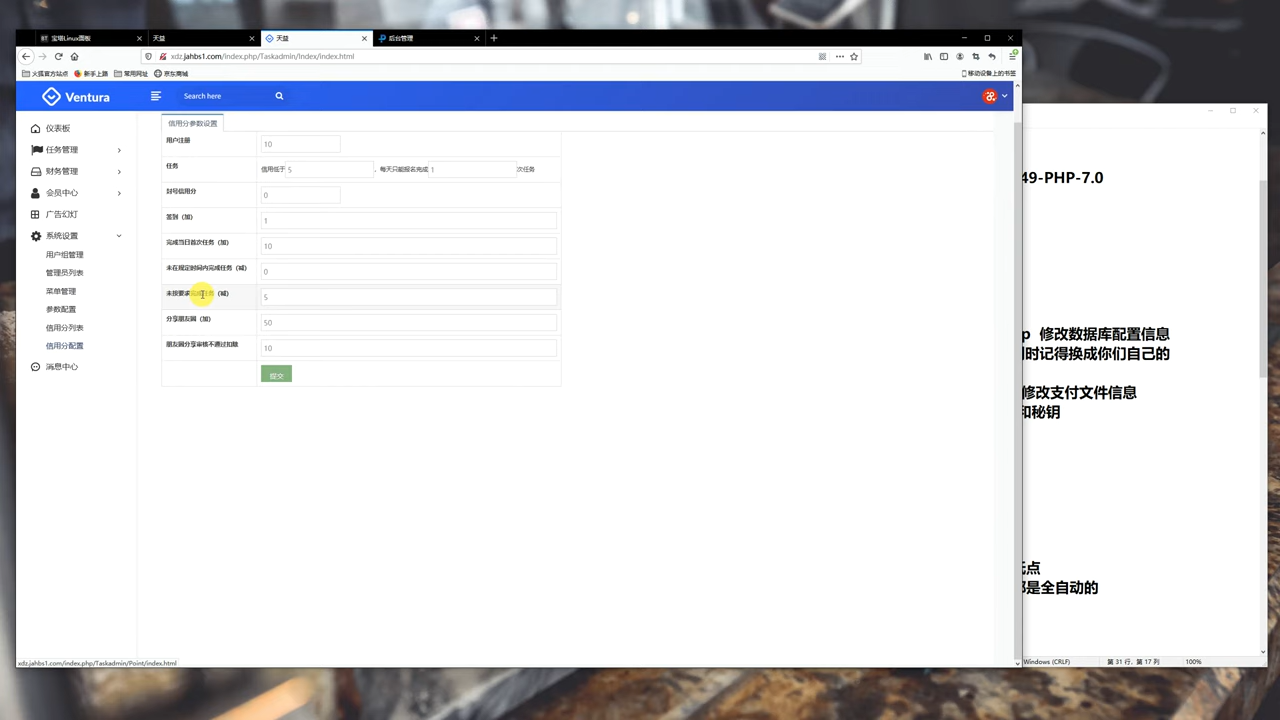 宝塔Linux面板
天益
天益
后台管理
xdz.jahbs1.com/index.php/Taskadmin/Index/index.html
火狐官方站点 新手上路 常用网址 京东商城
移动设备上的书签
Ventura
Search here
信用分参数设置
仪表板
任务管理
财务管理
会员中心
广告幻灯
系统设置
用户组管理
管理员列表
菜单管理
参数配置
信用分列表
信用分配置
消息中心
用户注册 10
任务 信用低于 5 ，每天只能报名完成 1 次任务
封号信用分 0
签到（加） 1
完成当日首次任务（加） 10
未在规定时间内完成任务（减） 0
未按要求完成任务（减） 5
分享朋友圈（加） 50
朋友圈分享审核不通过扣除 10
提交
xdz.jahbs1.com/index.php/Taskadmin/Point/index.html
49-PHP-7.0
p 修改数据库配置信息
时记得换成你们自己的
修改支付文件信息
和秘钥
点
是全自动的
Windows (CRLF) 第 31 行，第 17 列 100%